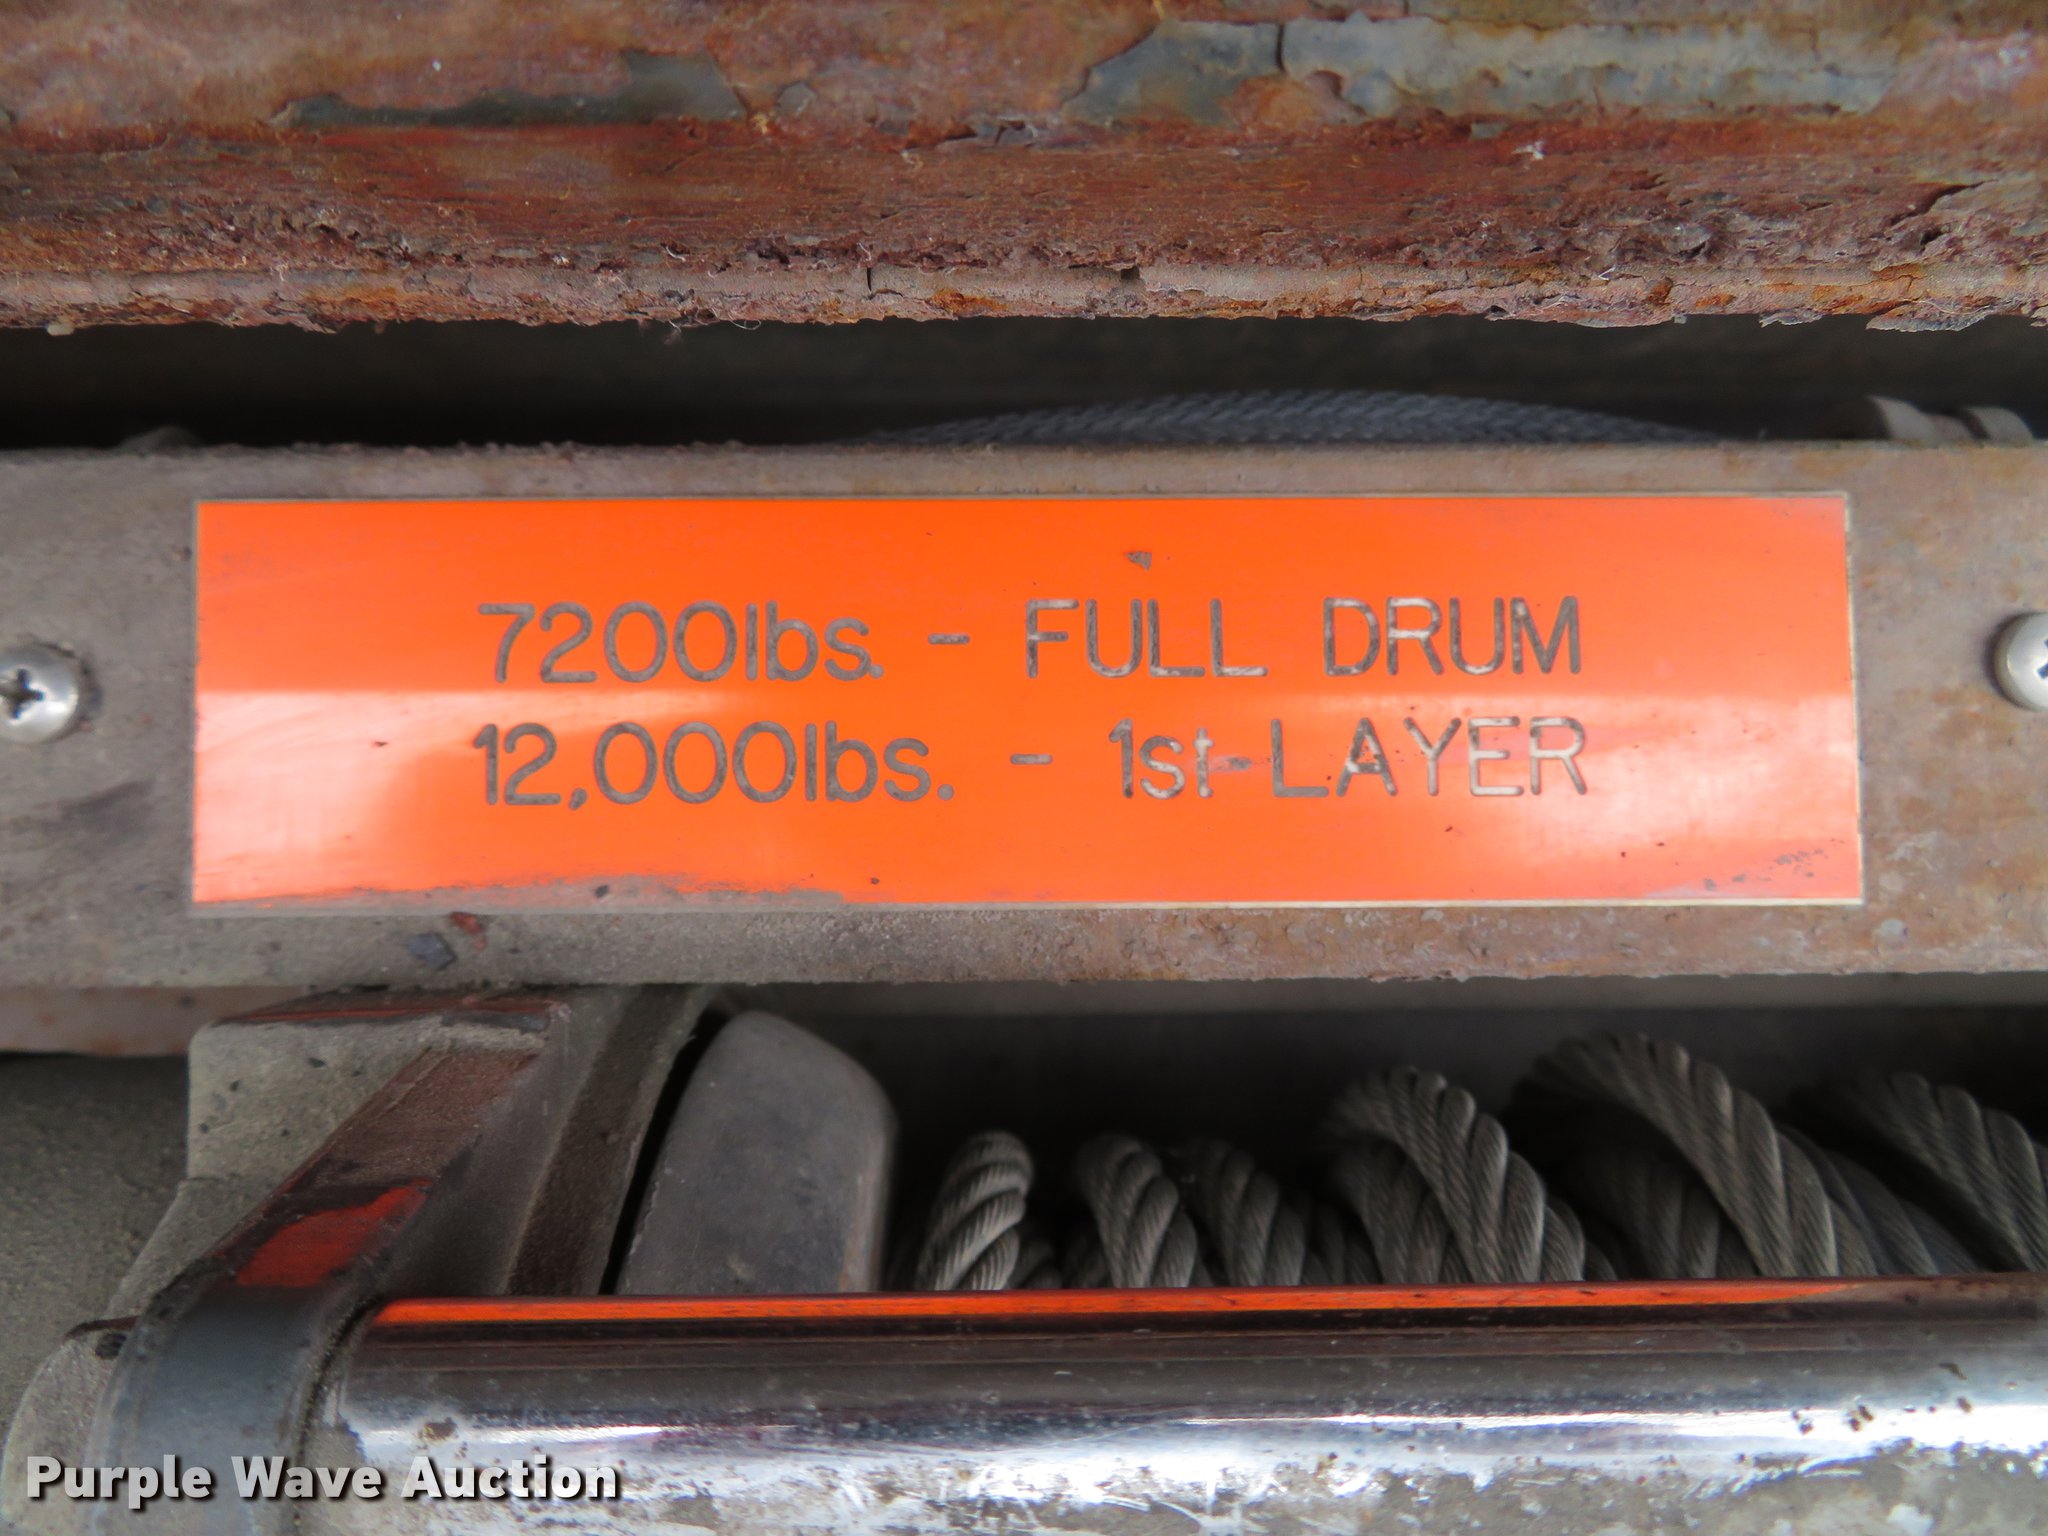 7200lbs. - FULL DRUM
12,000lbs. - 1st LAYER
Purple Wave Auction